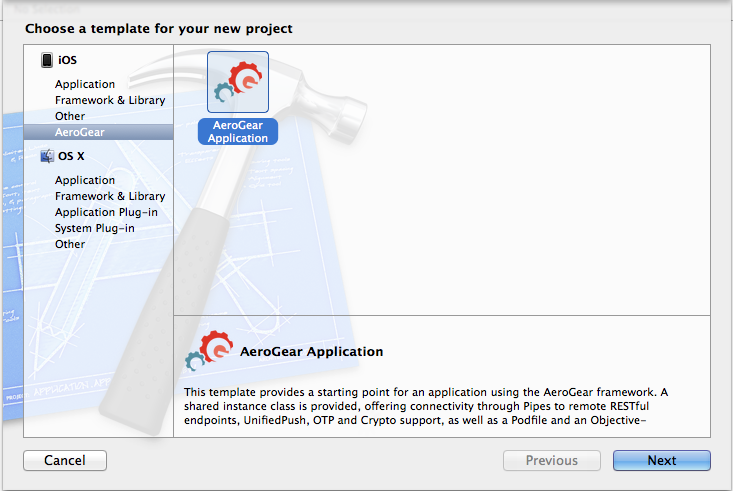 Choose a template for your new project
iOS
Application
Framework & Library
Other
AeroGear
OS X
Application
Framework & Library
Application Plug-in
System Plug-in
Other
AeroGear
Application
AeroGear Application
This template provides a starting point for an application using the AeroGear framework. A
shared instance class is provided, offering connectivity through Pipes to remote RESTful
endpoints, UnifiedPush, OTP and Crypto support, as well as a Podfile and an Objective-
Cancel
Previous
Next